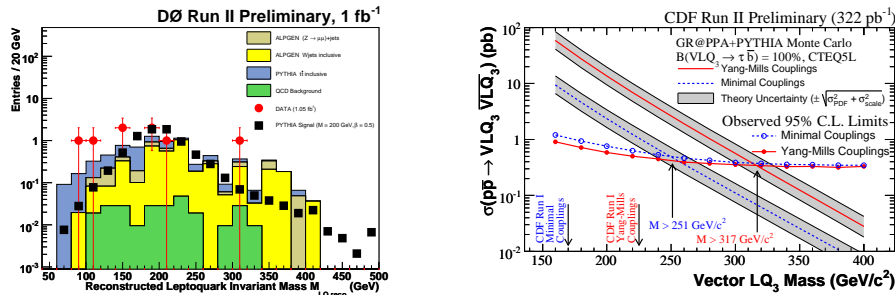 DØ Run II Preliminary, 1 fb⁻¹
Entries / 20 GeV
10²
10
1
10⁻¹
10⁻²
10⁻³
ALPGEN (Z → μμ)+jets
ALPGEN Wjets inclusive
PYTHIA tt̄ inclusive
QCD Background
DATA (1.05 fb⁻¹)
PYTHIA Signal (M = 200 GeV, β = 0.5)
50 100 150 200 250 300 350 400 450 500
Reconstructed Leptoquark Invariant Mass M_LQ reco (GeV)
CDF Run II Preliminary (322 pb⁻¹)
σ(pp̄ → VLQ₃ V̄L̄Q̄₃) (pb)
10²
10
1
10⁻¹
10⁻²
GR@PPA+PYTHIA Monte Carlo
B(VLQ₃ → τ b̄) = 100%, CTEQ5L
Yang-Mills Couplings
Minimal Couplings
Theory Uncertainty (± √σ²_PDF + σ²_scale)
Observed 95% C.L. Limits
Minimal Couplings
Yang-Mills Couplings
CDF Run I
Minimal
Couplings
CDF Run I
Yang-Mills
Couplings
M > 251 GeV/c²
M > 317 GeV/c²
150 200 250 300 350 400
Vector LQ₃ Mass (GeV/c²)